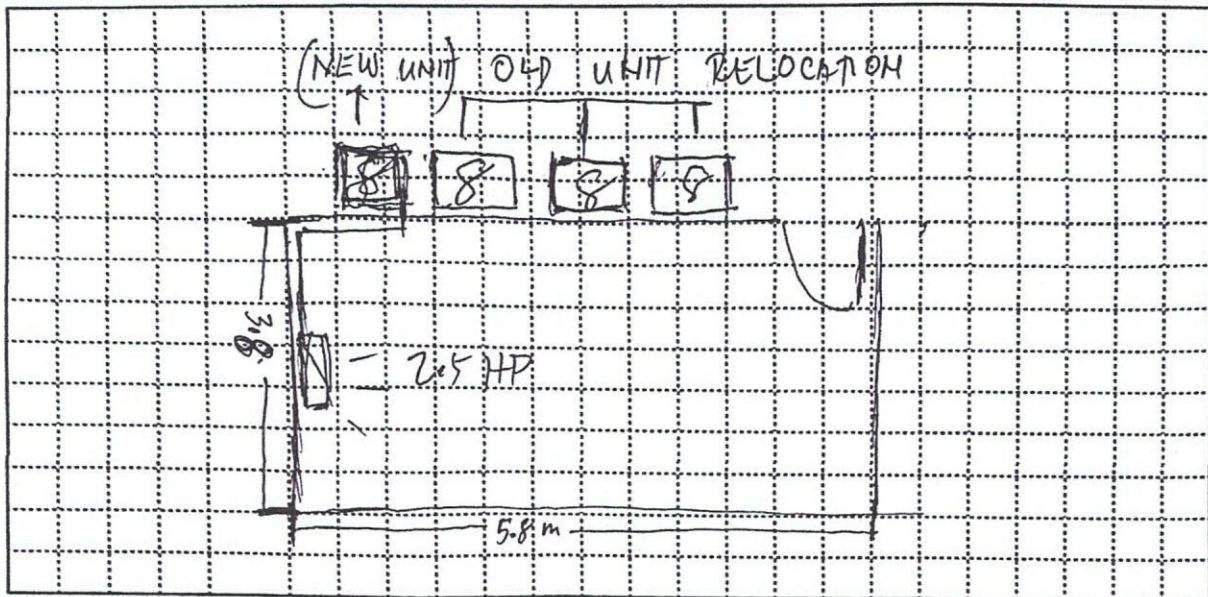 (NEW UNIT) OLD UNIT RELOCATION
8 8 8 8
3.8
2.5 HP
5.8 m